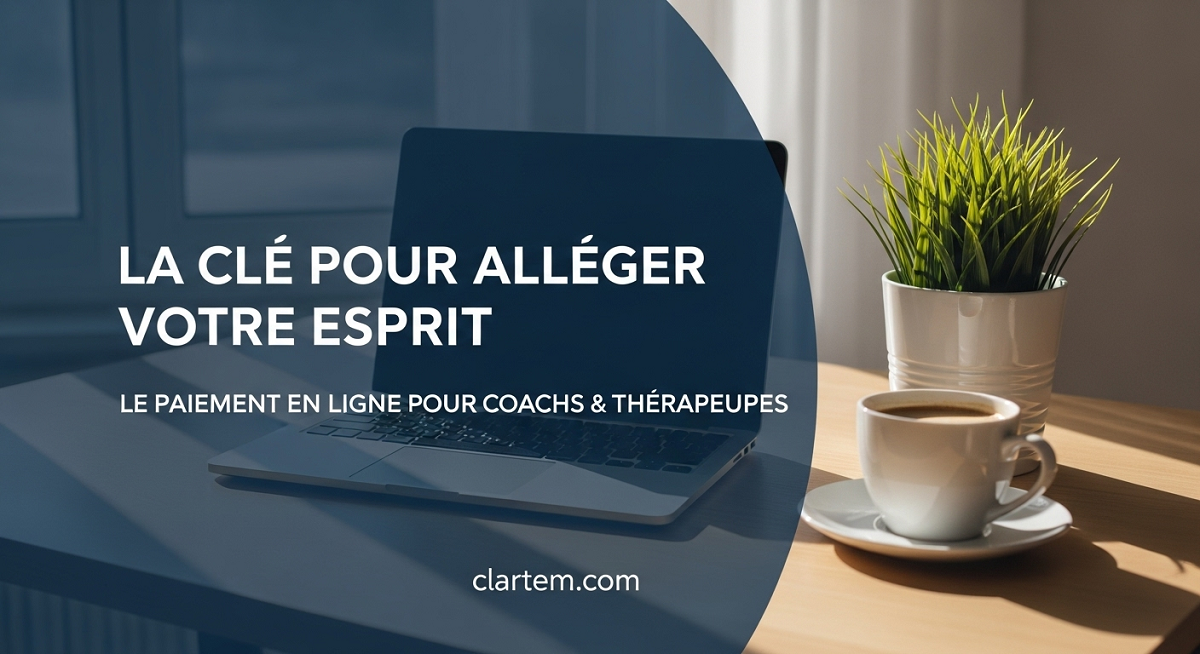 LA CLÉ POUR ALLÉGER
VOTRE ESPRIT
LE PAIEMENT EN LIGNE POUR COACHS & THÉRAPEUPES
clartem.com